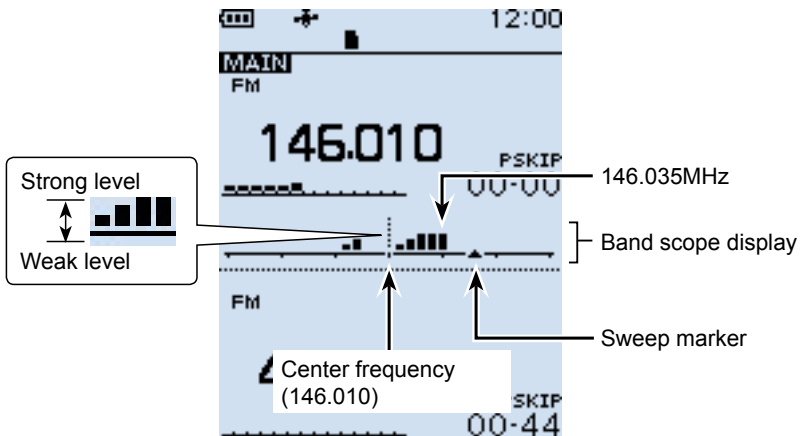 12:00
MAIN
FM
146.010
PSKIP
00-00
Strong level
Weak level
146.035MHz
Band scope display
FM
Sweep marker
Center frequency
(146.010)
SKIP
00-44